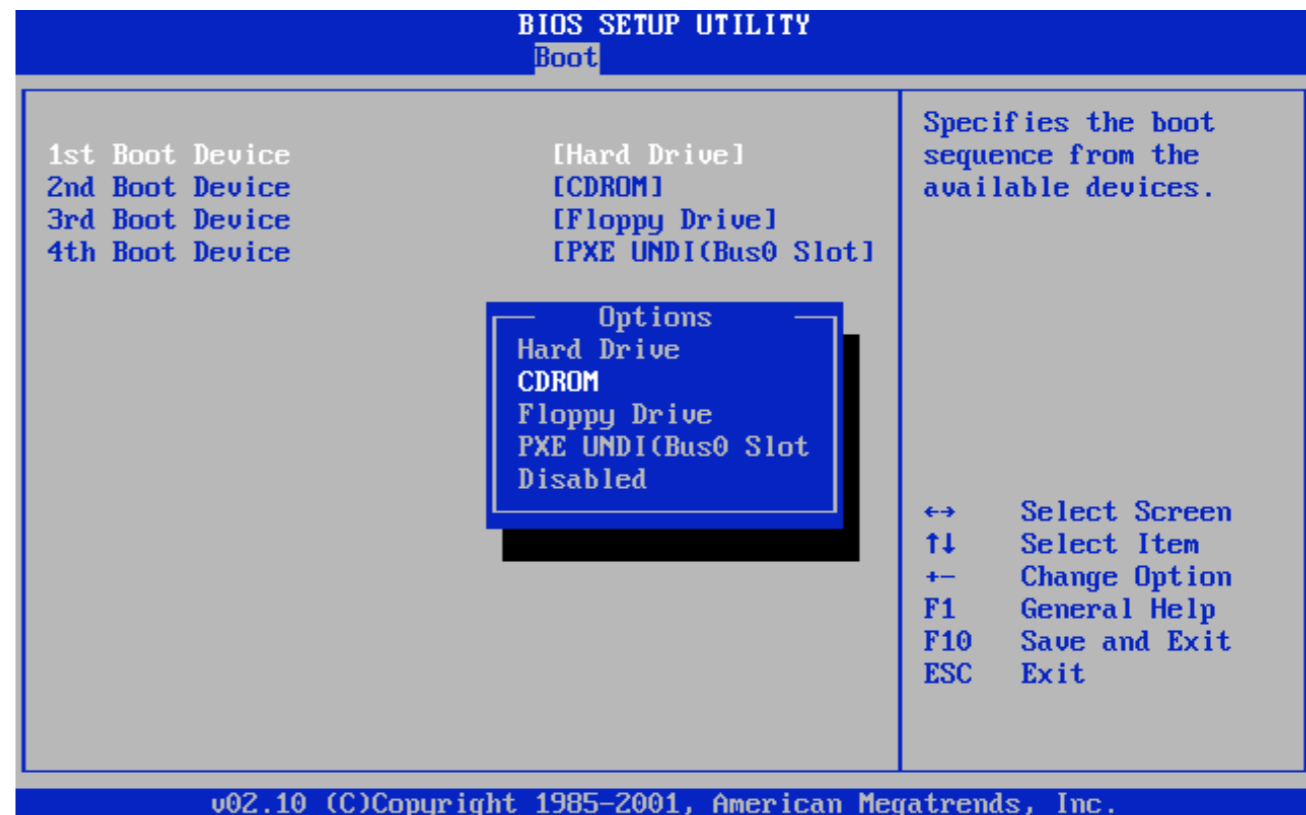 BIOS SETUP UTILITY
Boot
1st Boot Device [Hard Drive]
2nd Boot Device [CDROM]
3rd Boot Device [Floppy Drive]
4th Boot Device [PXE UNDI(Bus0 Slot]
Options
Hard Drive
CDROM
Floppy Drive
PXE UNDI(Bus0 Slot
Disabled
Specifies the boot
sequence from the
available devices.
←→ Select Screen
↑↓ Select Item
+- Change Option
F1 General Help
F10 Save and Exit
ESC Exit
v02.10 (C)Copyright 1985-2001, American Megatrends, Inc.